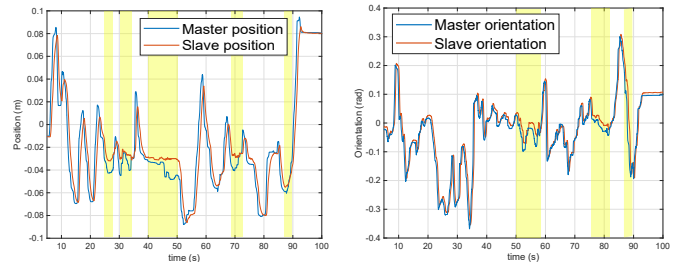 0.1
0.08
0.06
0.04
0.02
0
-0.02
-0.04
-0.06
-0.08
-0.1
Position (m)
Master position
Slave position
10 20 30 40 50 60 70 80 90 100
time (s)
0.4
0.3
0.2
0.1
0
0.1
0.2
0.3
0.4
Orientation (rad)
Master orientation
Slave orientation
10 20 30 40 50 60 70 80 90 100
time (s)